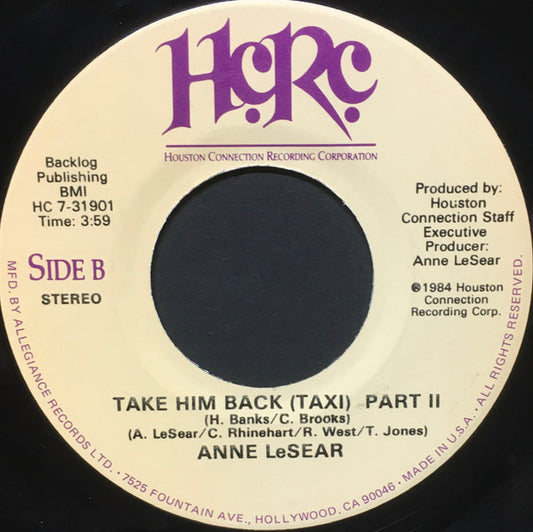 HCRC
HOUSTON CONNECTION RECORDING CORPORATION
Backlog
Publishing
BMI
HC 7-31901
Time: 3:59
SIDE B
STEREO
Produced by:
Houston
Connection Staff
Executive
Producer:
Anne LeSear
℗1984 Houston
Connection
Recording Corp.
TAKE HIM BACK (TAXI) PART II
(H. Banks/C. Brooks)
(A. LeSear/C. Rhinehart/R. West/T. Jones)
ANNE LeSEAR
MFD. BY ALLEGIANCE RECORDS LTD. · 7525 FOUNTAIN AVE., HOLLYWOOD, CA 90046 · MADE IN U.S.A. · ALL RIGHTS RESERVED.